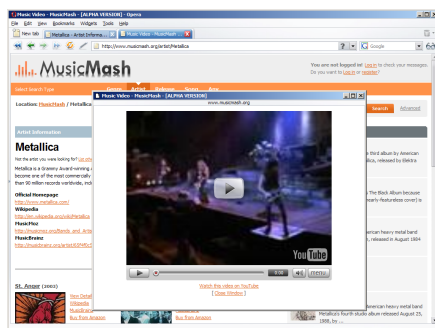 Music Video - MusicMash - [ALPHA VERSION] - Opera
File Edit View Bookmarks Widgets Tools Help
New tab Metallica - Artist Informa... Music Video - MusicMash - ...
http://www.musicmash.org/artist/Metallica Google
MusicMash
You are not logged in! Log in to check your messages.
Do you want to Log in or register?
Select Search Type Genre Artist Release Song Any
Location: MusicMash / Metallica
Search Advanced
Music Video - MusicMash - [ALPHA VERSION]
www.musicmash.org
Artist Information
Metallica
Not the artist you were looking for?
Metallica is a Grammy Award-winning
become one of the most commercially
than 90 million records worldwide,
Official Homepage
http://www.metallica.com/
Wikipedia
http://en.wikipedia.org/wiki/Metallica
MusicMoz
MusicBrainz
third album by American
released by Elektra
The Black Album because
nearly-featureless cover) is
American heavy metal band
released in August 1984
YouTube
0:00 menu
Watch this video on YouTube
[ Close Window ]
St. Anger (2002)
View Detail
Wikipedia
MusicBrainz
Buy from Amazon
Buy from Amazon
American heavy metal band
Metallica's fourth studio album released August 25,
1988, by ...